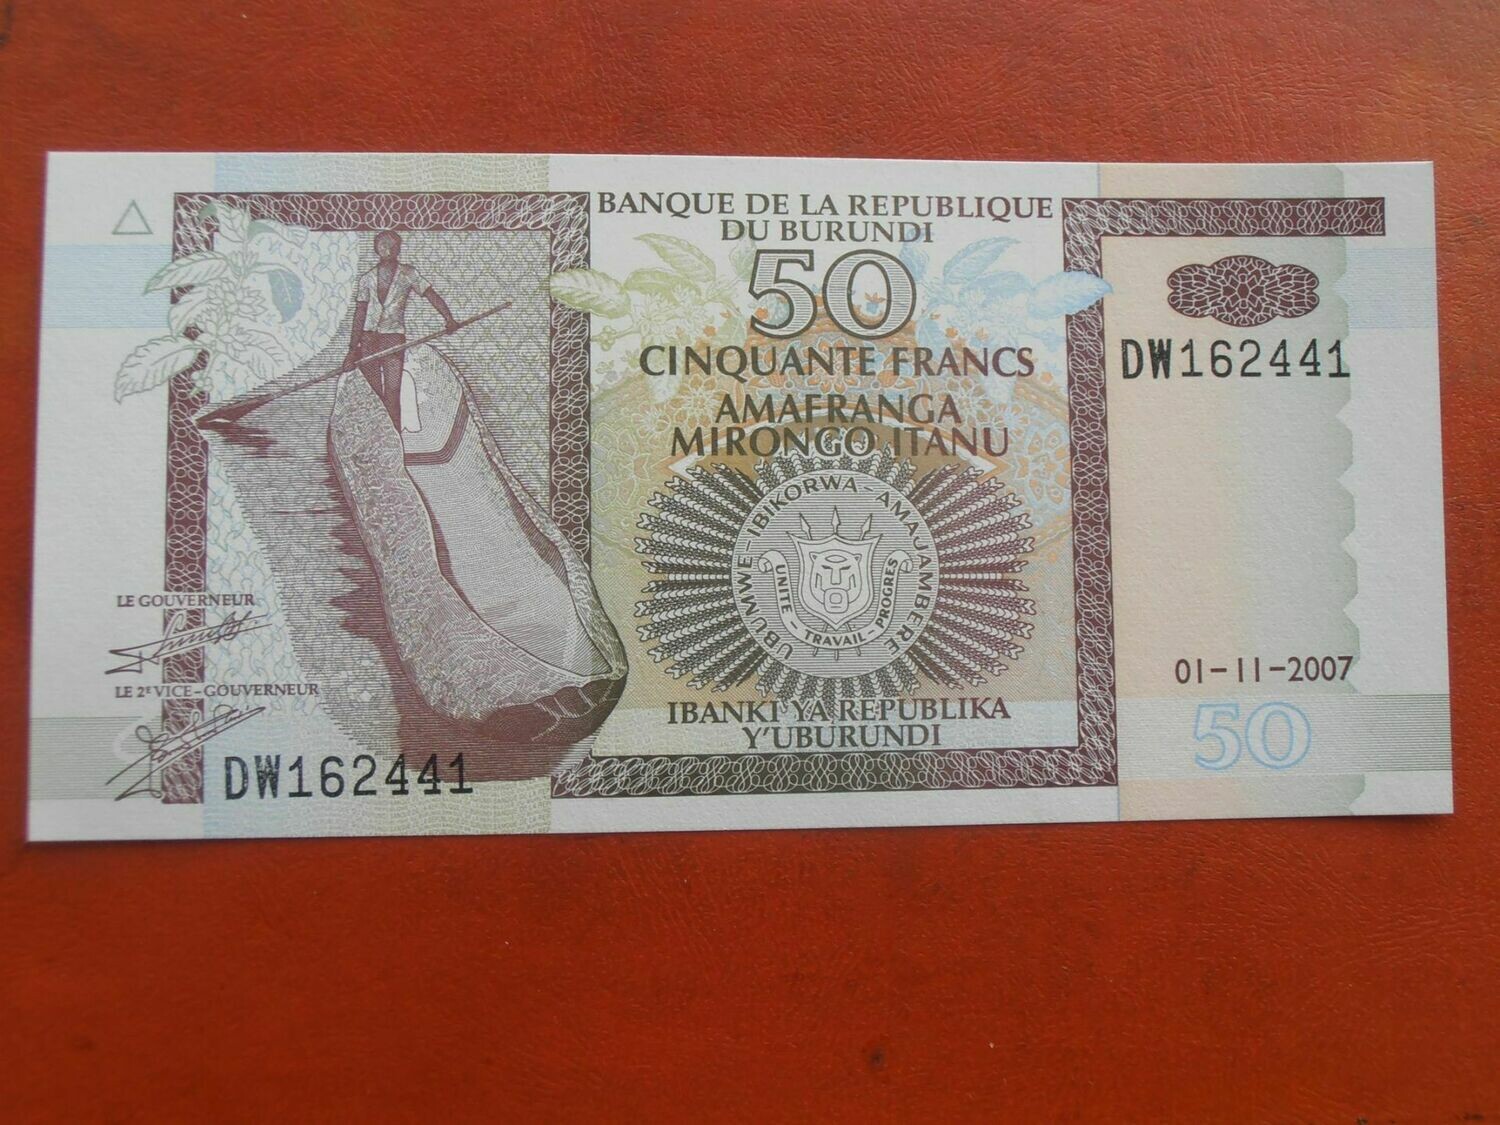 BANQUE DE LA REPUBLIQUE
DU BURUNDI
50
CINQUANTE FRANCS
AMAFRANGA
MIRONGO ITANU
DW162441
UBUMWE-IBIKORWA-AMAJAMBERE
UNITE-TRAVAIL-PROGRES
LE GOUVERNEUR
LE 2E VICE-GOUVERNEUR
01-11-2007
IBANKI YA REPUBLIKA
Y'UBURUNDI
50
DW162441